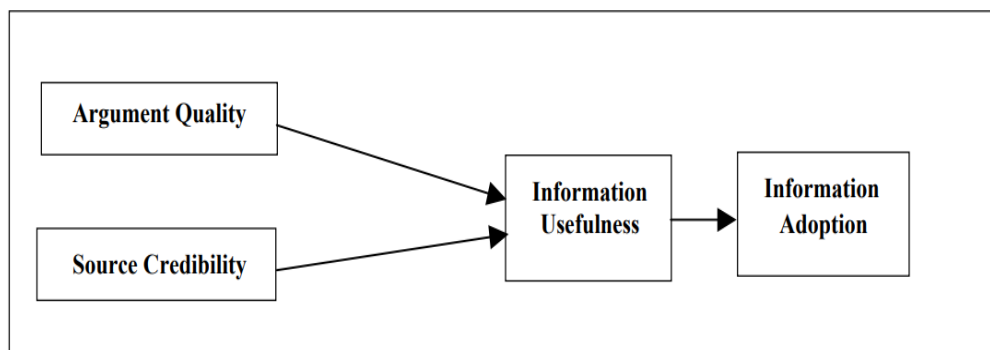 Argument Quality
Source Credibility
Information
Usefulness
Information
Adoption